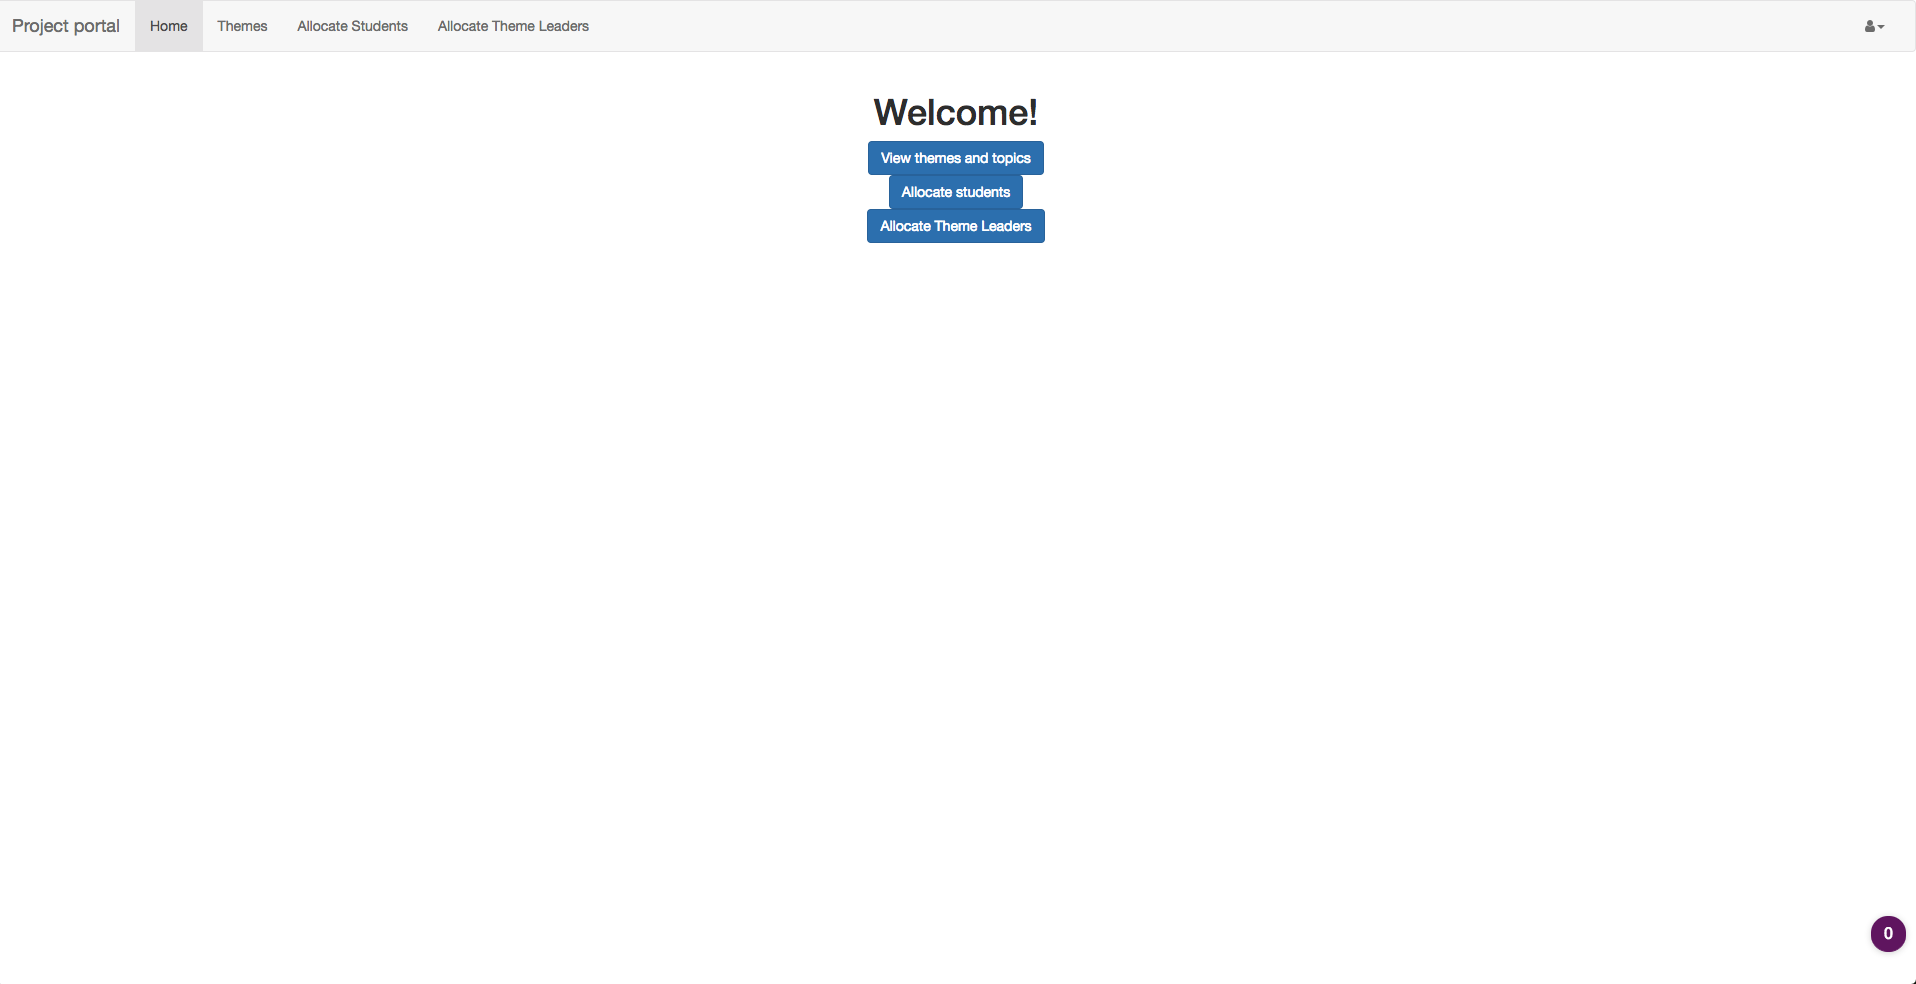 Project portal Home Themes Allocate Students Allocate Theme Leaders
Welcome!
View themes and topics
Allocate students
Allocate Theme Leaders
0